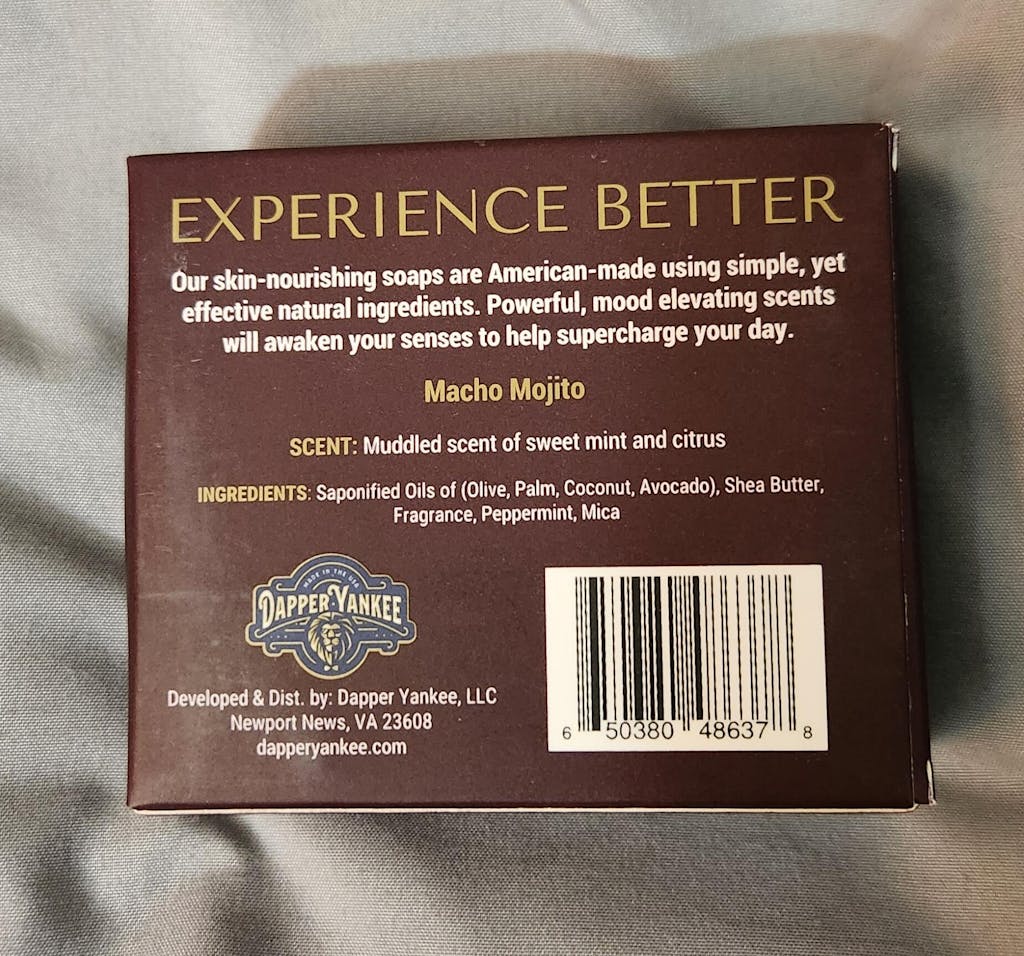 EXPERIENCE BETTER
Our skin-nourishing soaps are American-made using simple, yet
effective natural ingredients. Powerful, mood elevating scents
will awaken your senses to help supercharge your day.
Macho Mojito
SCENT: Muddled scent of sweet mint and citrus
INGREDIENTS: Saponified Oils of (Olive, Palm, Coconut, Avocado), Shea Butter,
Fragrance, Peppermint, Mica
MADE IN THE USA
DAPPER YANKEE
Developed & Dist. by: Dapper Yankee, LLC
Newport News, VA 23608
dapperyankee.com
6 50380 48637 8